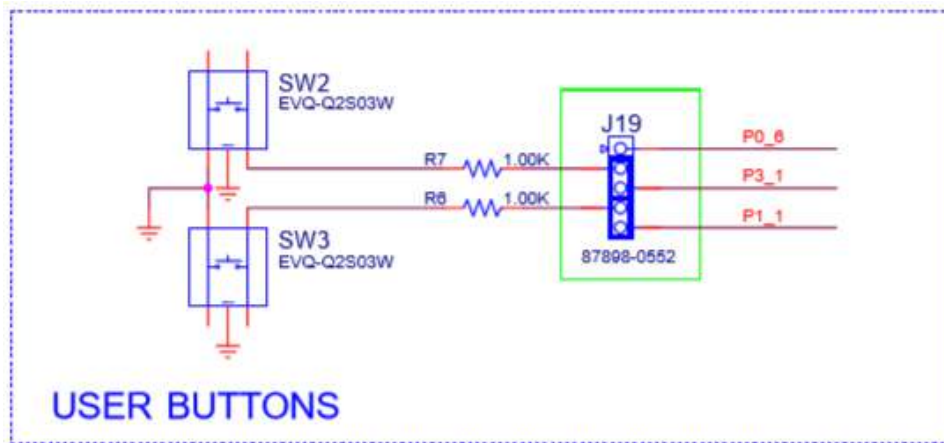 SW2
EVQ-Q2S03W
J19
P0_6
R7
1.00K
P3_1
R6
1.00K
P1_1
SW3
EVQ-Q2S03W
87898-0552
USER BUTTONS